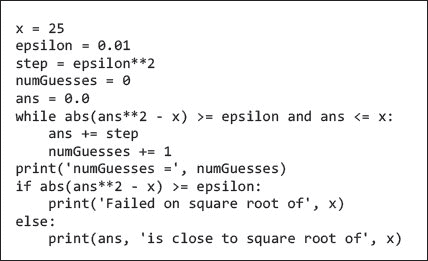 x = 25
epsilon = 0.01
step = epsilon**2
numGuesses = 0
ans = 0.0
while abs(ans**2 - x) >= epsilon and ans <= x:
    ans += step
    numGuesses += 1
print('numGuesses =', numGuesses)
if abs(ans**2 - x) >= epsilon:
    print('Failed on square root of', x)
else:
    print(ans, 'is close to square root of', x)